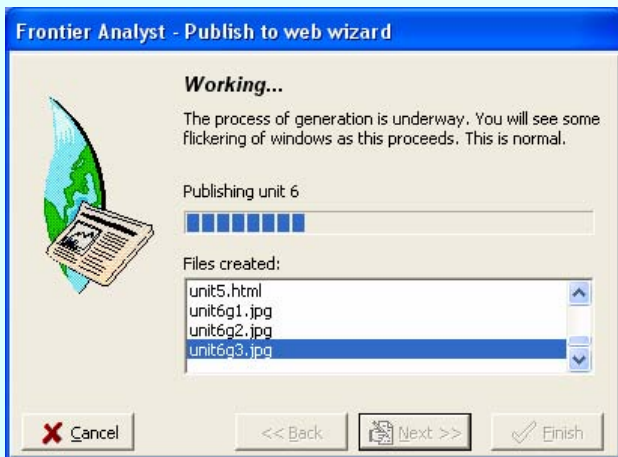 Frontier Analyst - Publish to web wizard
Working...
The process of generation is underway. You will see some
flickering of windows as this proceeds. This is normal.
Publishing unit 6
Files created:
unit5.html
unit6g1.jpg
unit6g2.jpg
unit6g3.jpg
Cancel
<< Back
Next >>
Finish